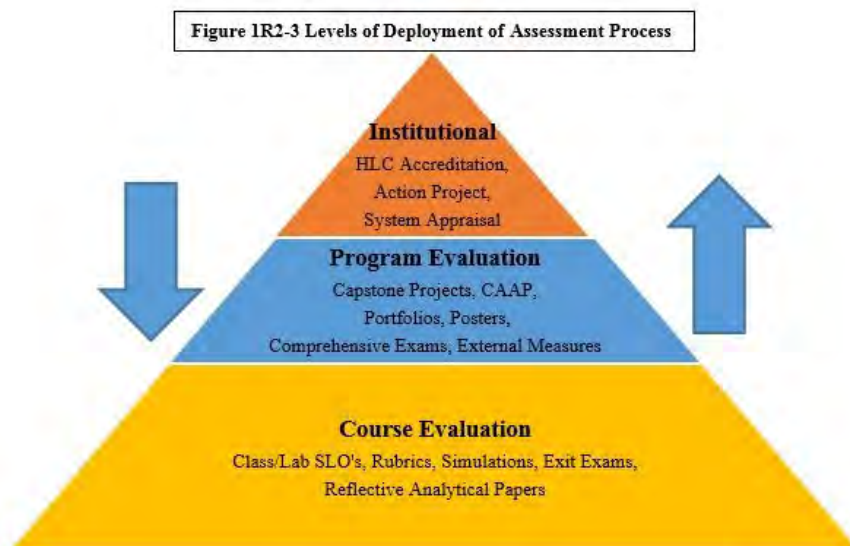 Figure 1R2-3 Levels of Deployment of Assessment Process
Institutional
HLC Accreditation,
Action Project,
System Appraisal
Program Evaluation
Capstone Projects, CAAP,
Portfolios, Posters,
Comprehensive Exams, External Measures
Course Evaluation
Class/Lab SLO's, Rubrics, Simulations, Exit Exams,
Reflective Analytical Papers